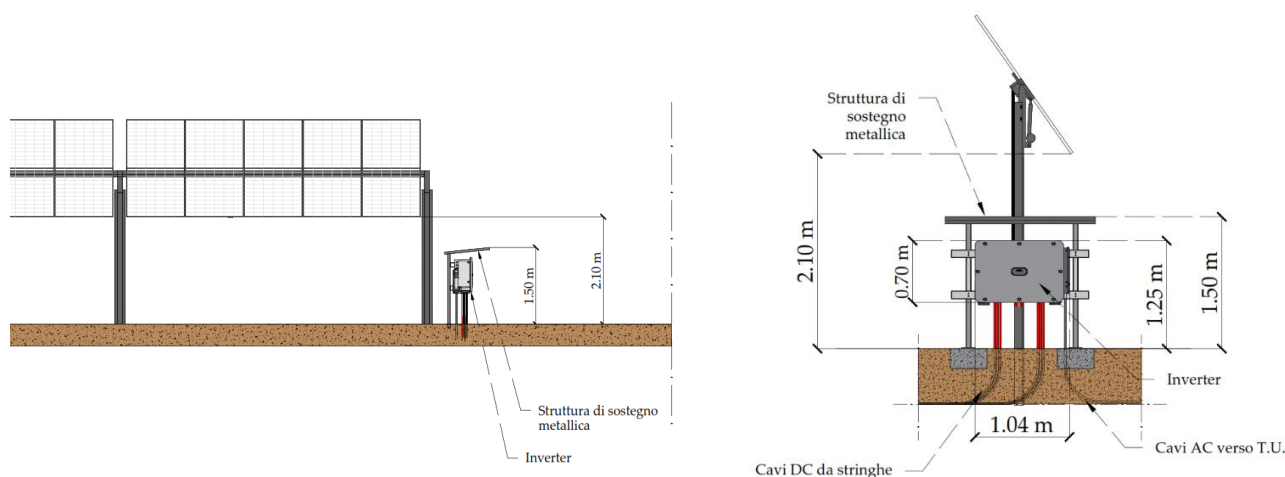 1.50 m
2.10 m
Struttura di sostegno
metallica
Inverter
Struttura di
sostegno
metallica
2.10 m
0.70 m
1.25 m
1.50 m
Inverter
1.04 m
Cavi AC verso T.U.
Cavi DC da stringhe